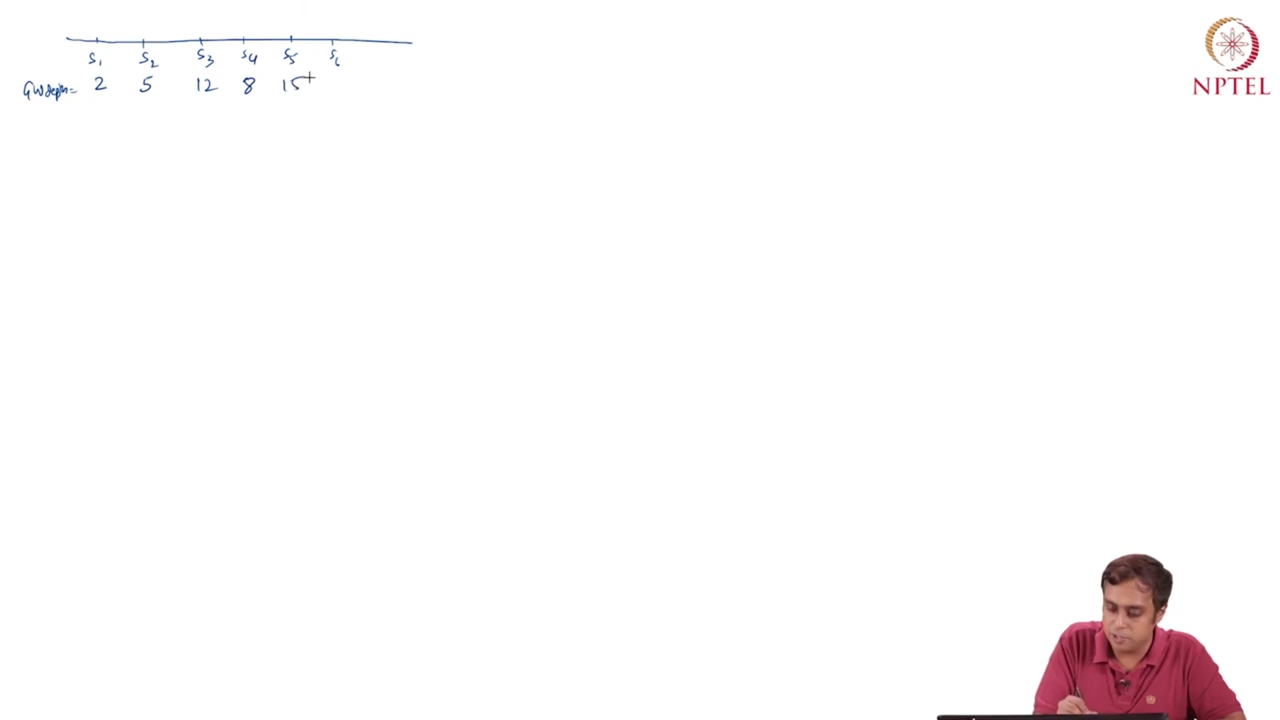 S₁ S₂ S₃ S₄ S₅ S₆
GW depth = 2 5 12 8 15
NPTEL